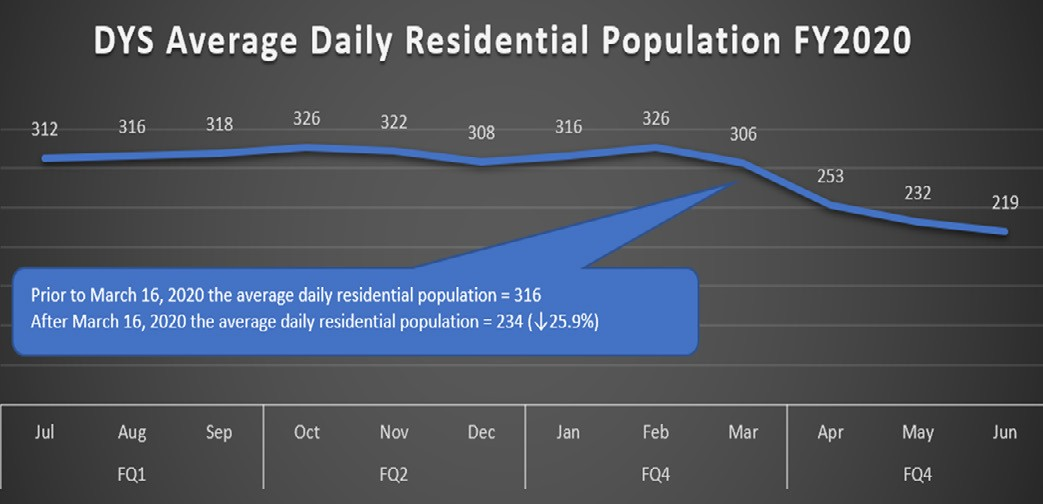 DYS Average Daily Residential Population FY2020
312 316 318 326 322 308 316 326 306 253 232 219
Prior to March 16, 2020 the average daily residential population = 316
After March 16, 2020 the average daily residential population = 234 (↓25.9%)
Jul Aug Sep Oct Nov Dec Jan Feb Mar Apr May Jun
FQ1 FQ2 FQ4 FQ4